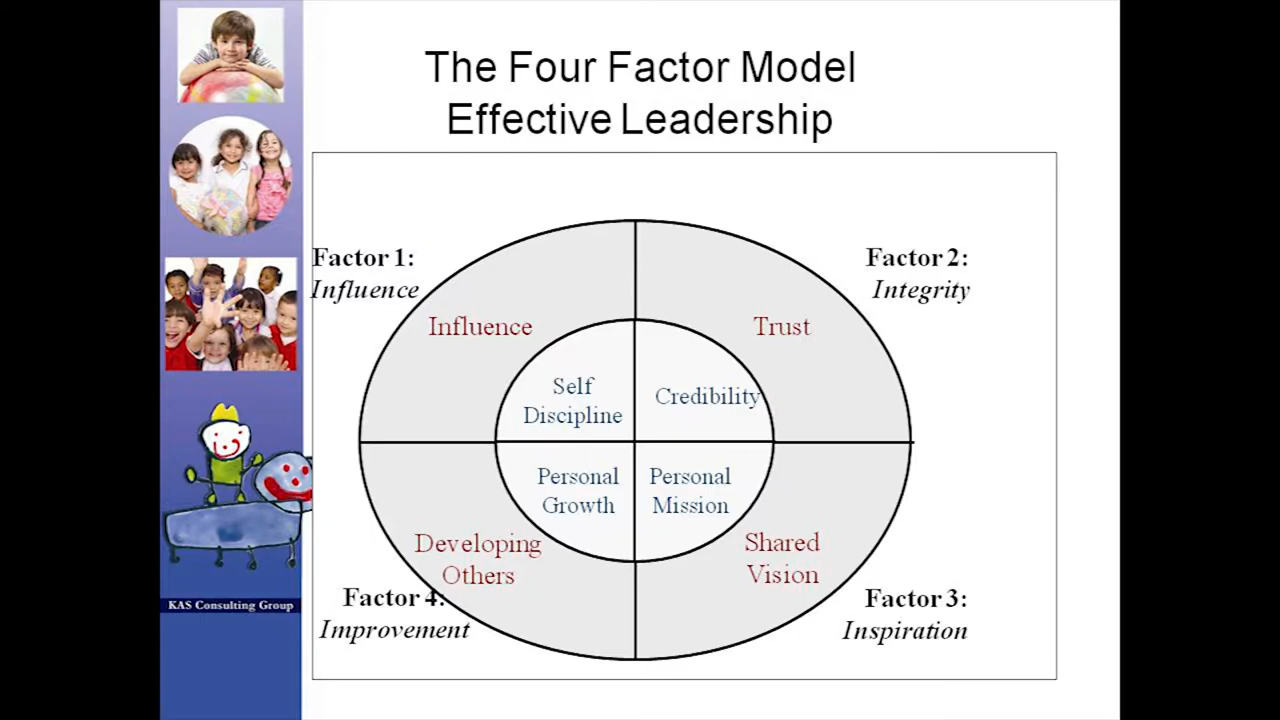 The Four Factor Model
Effective Leadership
Factor 1:
Influence
Factor 2:
Integrity
Influence
Trust
Self
Discipline
Credibility
Personal
Growth
Personal
Mission
Developing
Others
Shared
Vision
Factor 4:
Improvement
Factor 3:
Inspiration
KAS Consulting Group